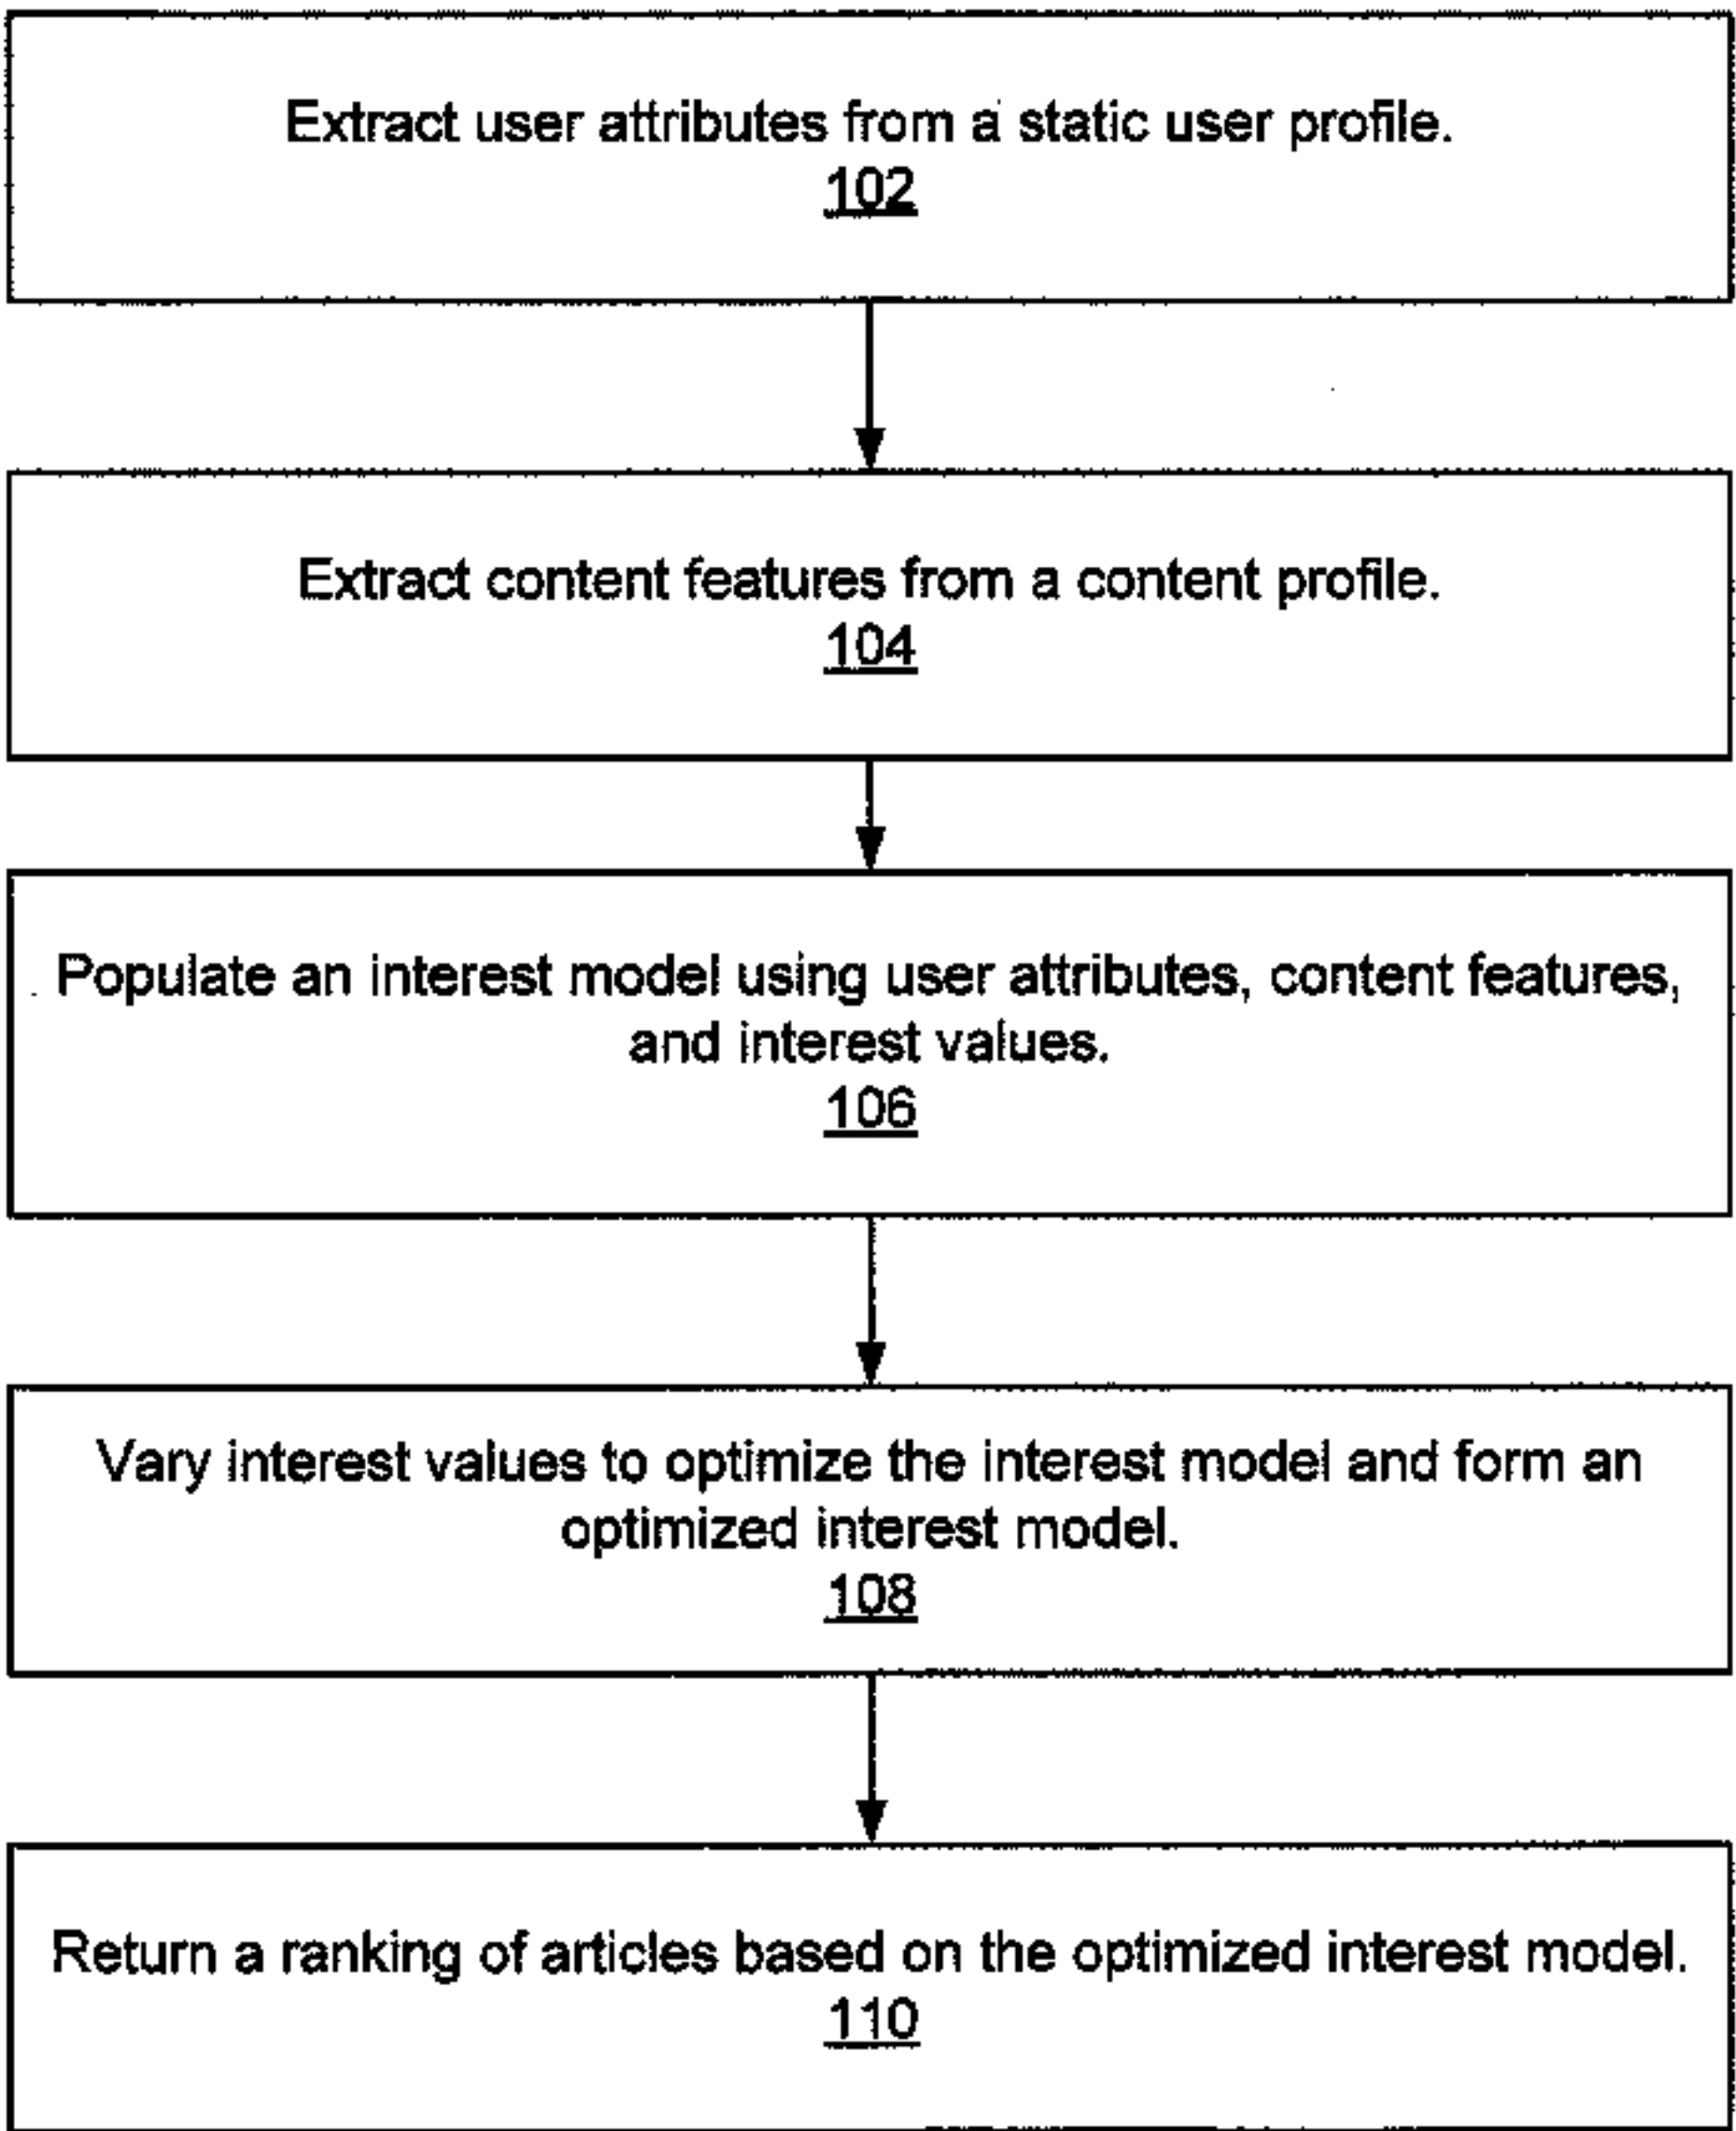 Extract user attributes from a static user profile.
102
Extract content features from a content profile.
104
Populate an interest model using user attributes, content features,
and interest values.
106
Vary interest values to optimize the interest model and form an
optimized interest model.
108
Return a ranking of articles based on the optimized interest model.
110